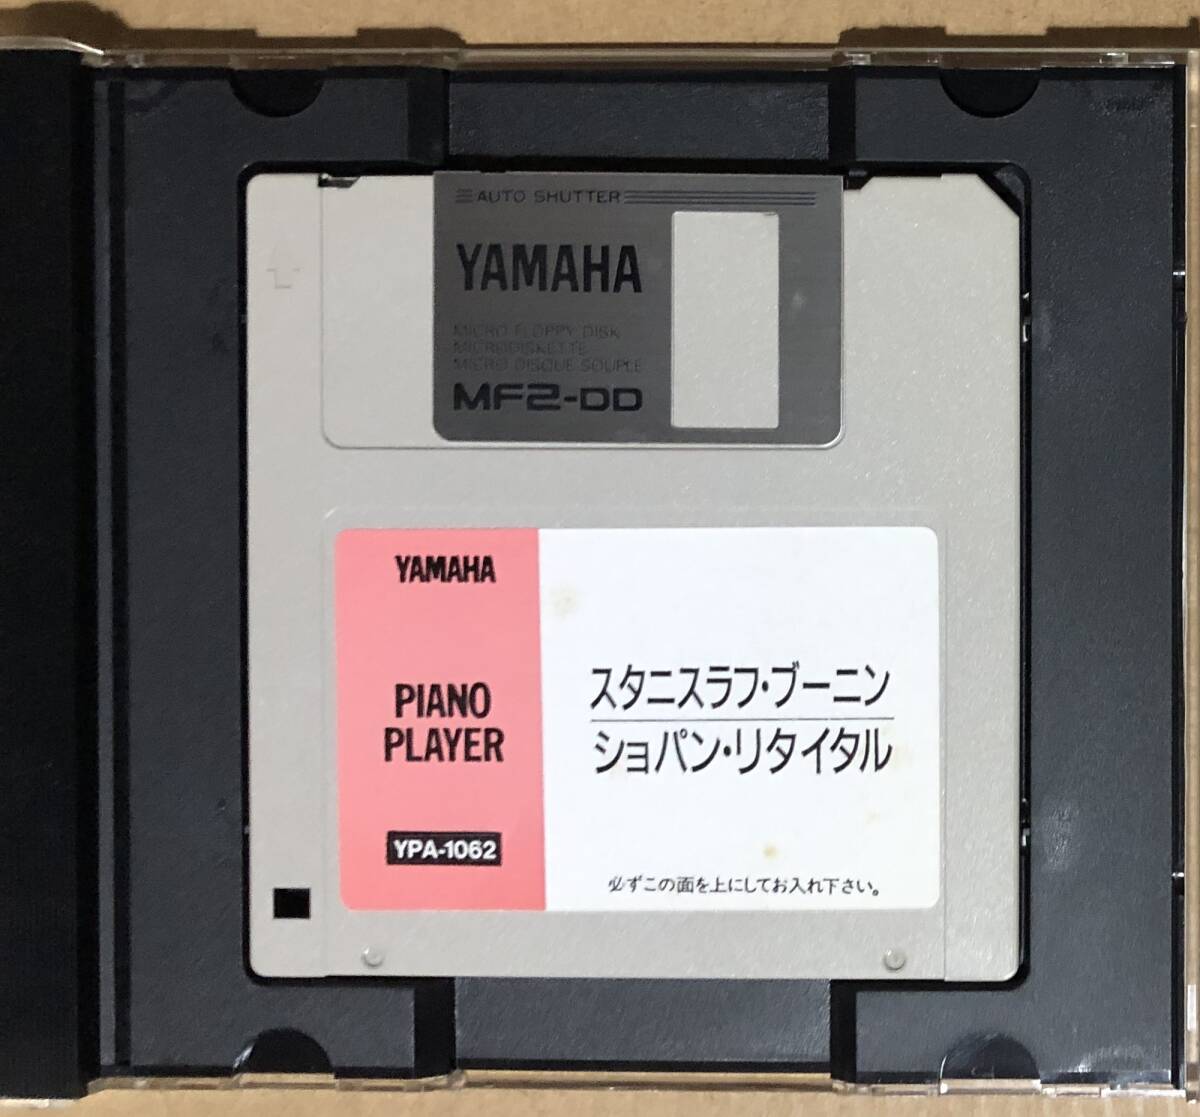 AUTO SHUTTER
YAMAHA
MICRO FLOPPY DISK
MICRODISKETTE
MICRO DISQUE SOUPLE
MF2-DD
YAMAHA
PIANO
PLAYER
YPA-1062
スタニスラフ・ブーニン
ショパン・リタイタル
必ずこの面を上にしてお入れ下さい。